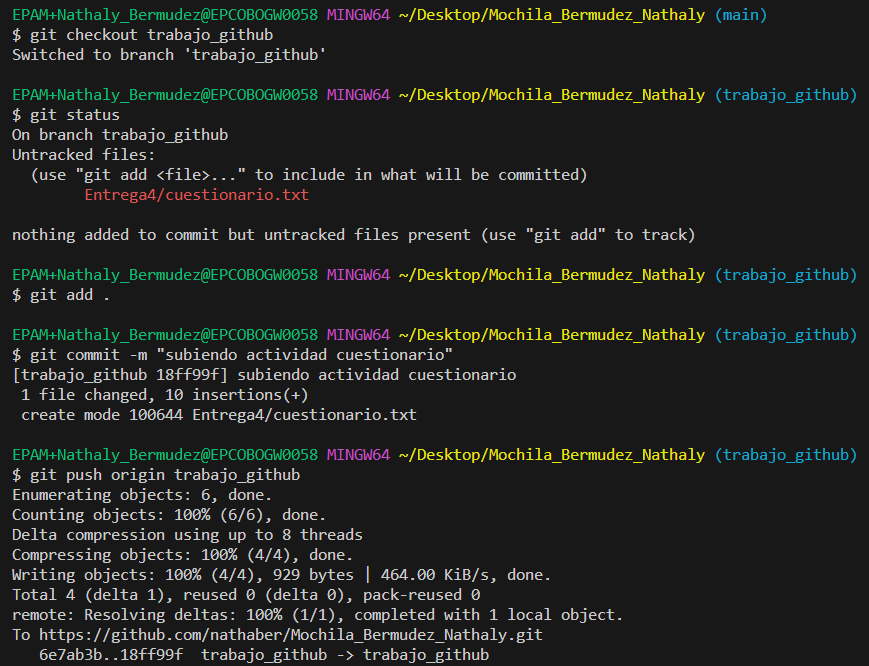 EPAM+Nathaly_Bermudez@EPCOBOGW0058 MINGW64 ~/Desktop/Mochila_Bermudez_Nathaly (main)
$ git checkout trabajo_github
Switched to branch 'trabajo_github'

EPAM+Nathaly_Bermudez@EPCOBOGW0058 MINGW64 ~/Desktop/Mochila_Bermudez_Nathaly (trabajo_github)
$ git status
On branch trabajo_github
Untracked files:
  (use "git add <file>..." to include in what will be committed)
        Entrega4/cuestionario.txt

nothing added to commit but untracked files present (use "git add" to track)

EPAM+Nathaly_Bermudez@EPCOBOGW0058 MINGW64 ~/Desktop/Mochila_Bermudez_Nathaly (trabajo_github)
$ git add .

EPAM+Nathaly_Bermudez@EPCOBOGW0058 MINGW64 ~/Desktop/Mochila_Bermudez_Nathaly (trabajo_github)
$ git commit -m "subiendo actividad cuestionario"
[trabajo_github 18ff99f] subiendo actividad cuestionario
 1 file changed, 10 insertions(+)
 create mode 100644 Entrega4/cuestionario.txt

EPAM+Nathaly_Bermudez@EPCOBOGW0058 MINGW64 ~/Desktop/Mochila_Bermudez_Nathaly (trabajo_github)
$ git push origin trabajo_github
Enumerating objects: 6, done.
Counting objects: 100% (6/6), done.
Delta compression using up to 8 threads
Compressing objects: 100% (4/4), done.
Writing objects: 100% (4/4), 929 bytes | 464.00 KiB/s, done.
Total 4 (delta 1), reused 0 (delta 0), pack-reused 0
remote: Resolving deltas: 100% (1/1), completed with 1 local object.
To https://github.com/nathaber/Mochila_Bermudez_Nathaly.git
   6e7ab3b..18ff99f  trabajo_github -> trabajo_github